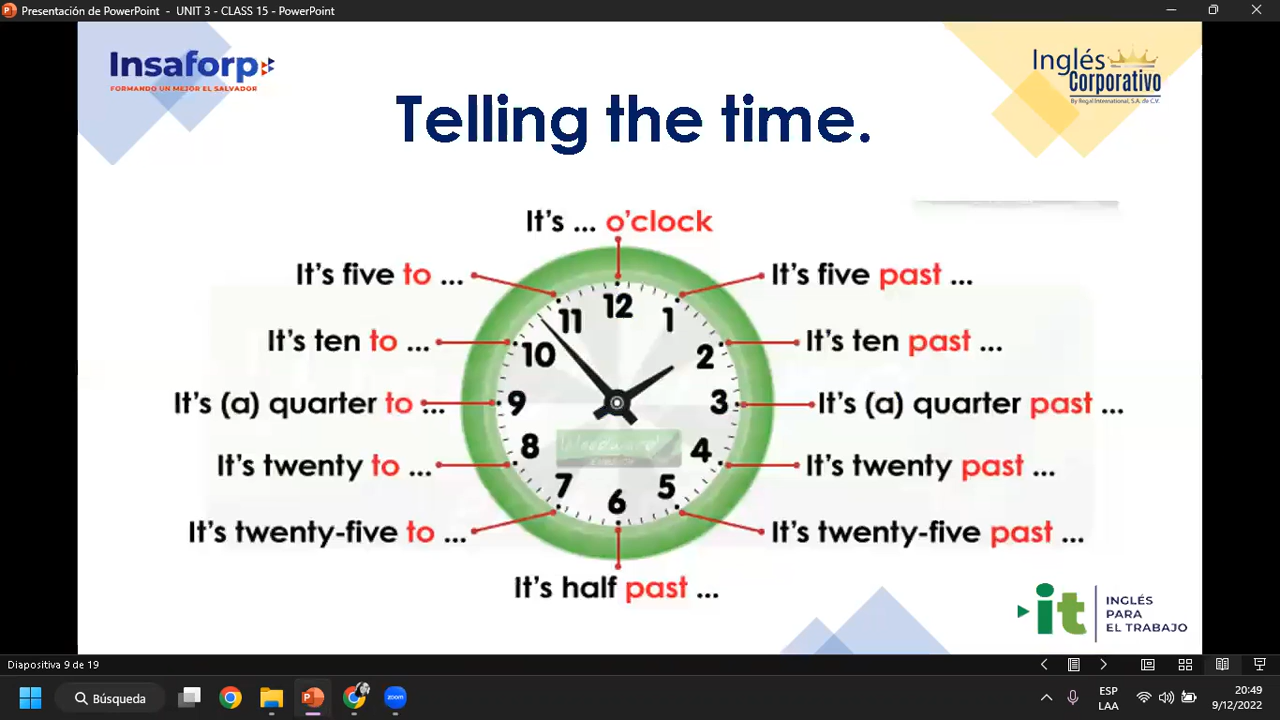 Presentación de PowerPoint - UNIT 3 - CLASS 15 - PowerPoint
Insaforp
FORMANDO UN MEJOR EL SALVADOR
Inglés
Corporativo
By Regal International, S.A. de C.V.
Telling the time.
It's ... o'clock
It's five to ...
It's five past ...
It's ten to ...
It's ten past ...
It's (a) quarter to ...
It's (a) quarter past ...
It's twenty to ...
It's twenty past ...
It's twenty-five to ...
It's twenty-five past ...
It's half past ...
12
1
2
3
4
5
6
7
8
9
10
11
it
INGLÉS
PARA
EL TRABAJO
Diapositiva 9 de 19
Búsqueda
zoom
ESP
LAA
20:49
9/12/2022